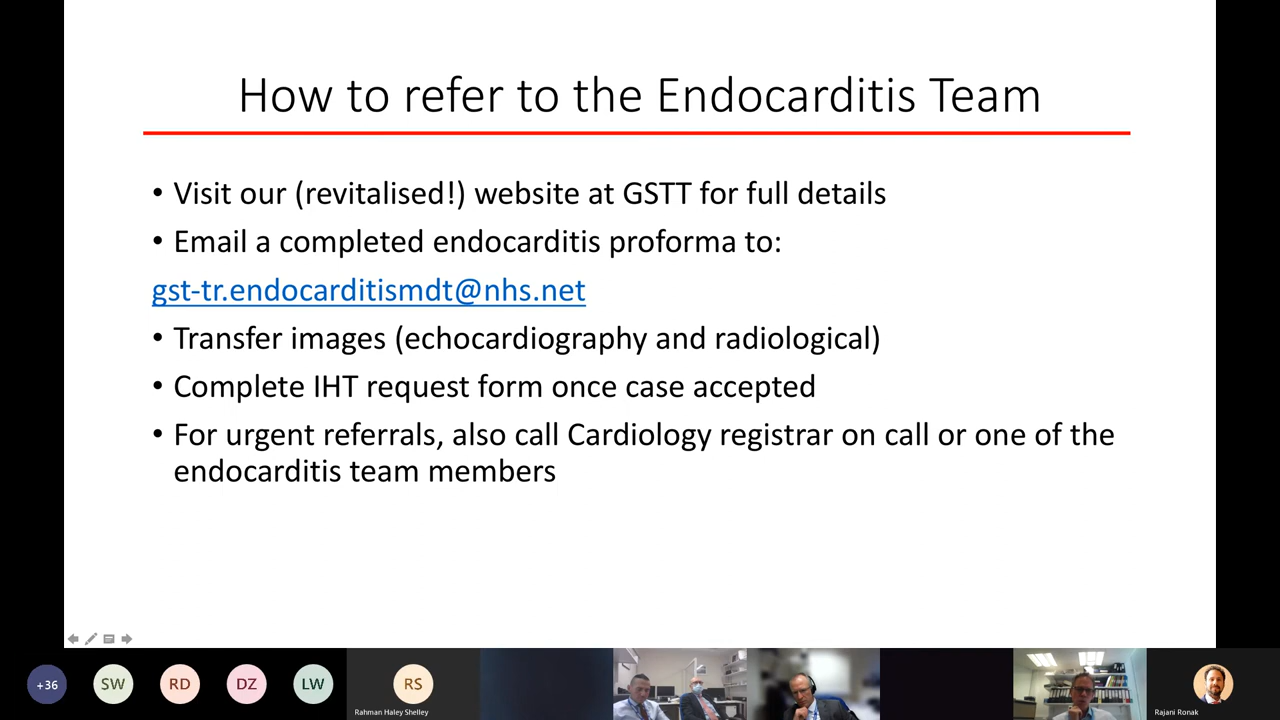 How to refer to the Endocarditis Team
• Visit our (revitalised!) website at GSTT for full details
• Email a completed endocarditis proforma to:
gst-tr.endocarditismdt@nhs.net
• Transfer images (echocardiography and radiological)
• Complete IHT request form once case accepted
• For urgent referrals, also call Cardiology registrar on call or one of the
endocarditis team members
+36
SW
RD
DZ
LW
RS
Rahman Haley Shelley
Rajani Ronak